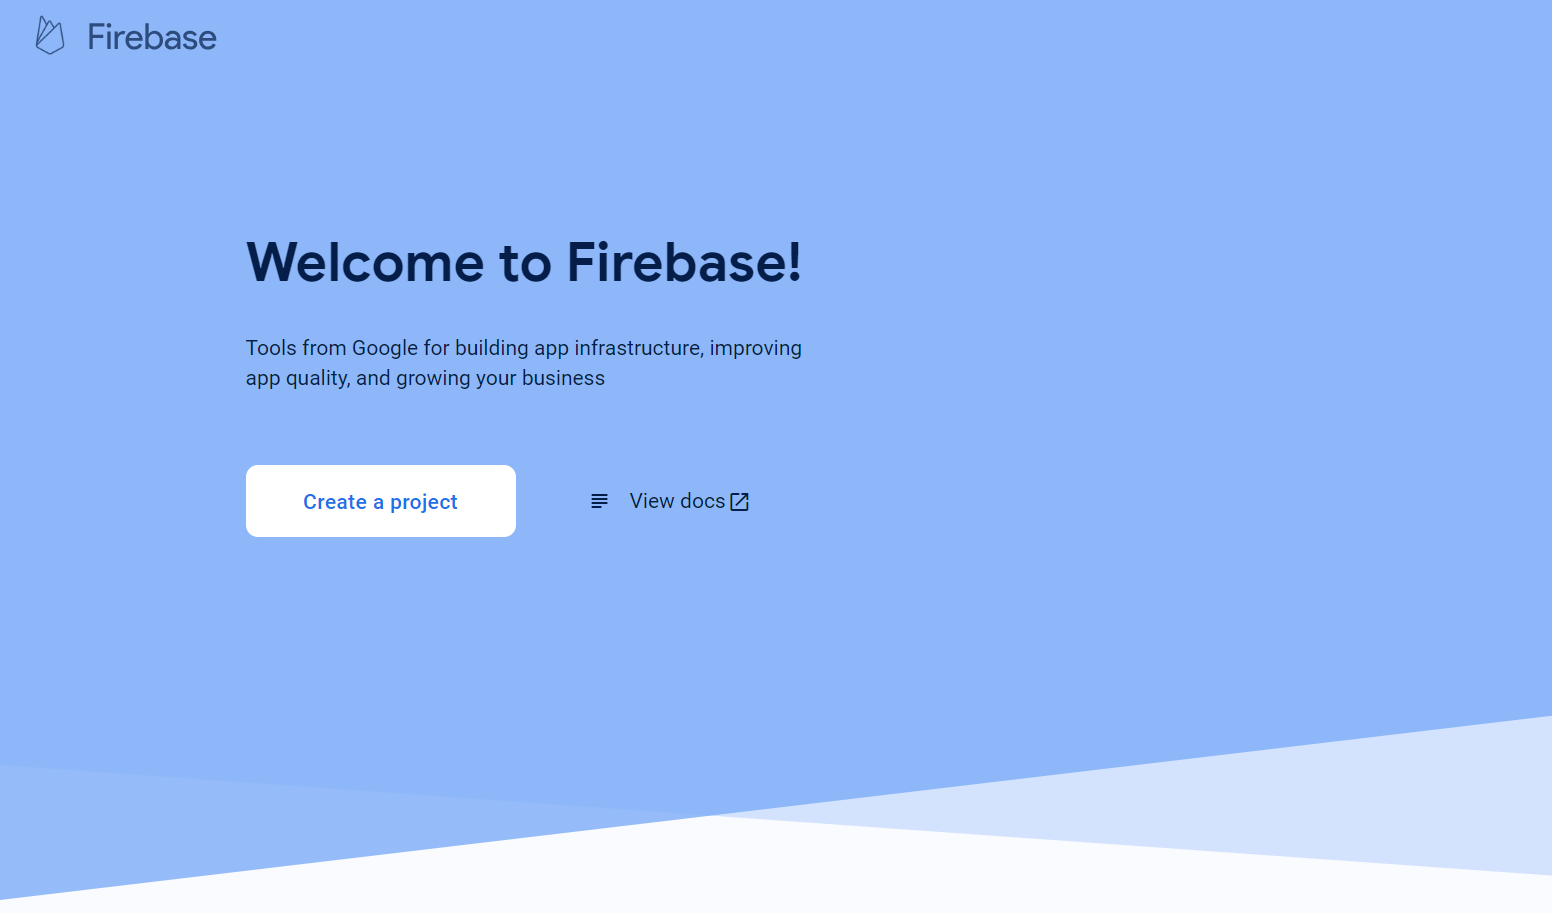 Firebase
Welcome to Firebase!
Tools from Google for building app infrastructure, improving
app quality, and growing your business
Create a project
View docs